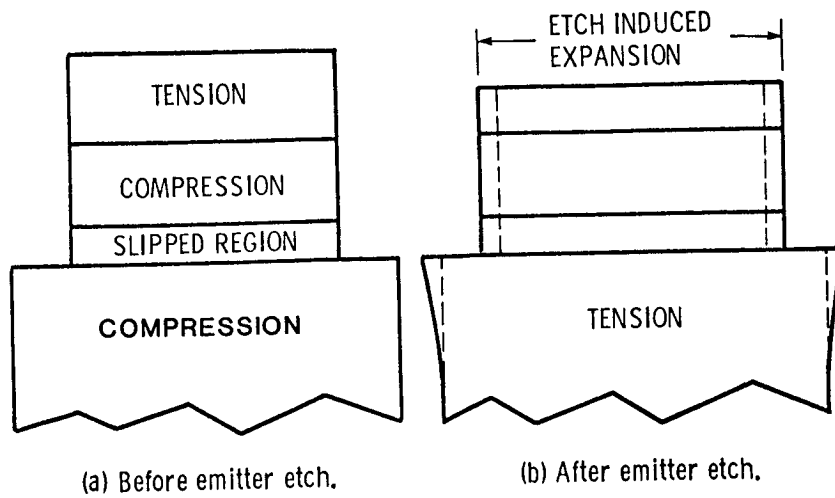 TENSION
COMPRESSION
SLIPPED REGION
COMPRESSION
(a) Before emitter etch.
ETCH INDUCED
EXPANSION
TENSION
(b) After emitter etch.